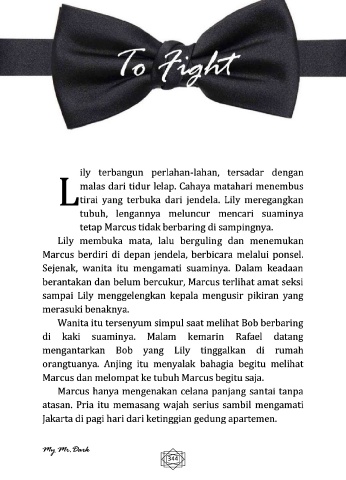 To Fight
Lily terbangun perlahan-lahan, tersadar dengan
malas dari tidur lelap. Cahaya matahari menembus
tirai yang terbuka dari jendela. Lily meregangkan
tubuh, lengannya meluncur mencari suaminya
tetap Marcus tidak berbaring di sampingnya.
Lily membuka mata, lalu berguling dan menemukan
Marcus berdiri di depan jendela, berbicara melalui ponsel.
Sejenak, wanita itu mengamati suaminya. Dalam keadaan
berantakan dan belum bercukur, Marcus terlihat amat seksi
sampai Lily menggelengkan kepala mengusir pikiran yang
merasuki benaknya.
Wanita itu tersenyum simpul saat melihat Bob berbaring
di kaki suaminya. Malam kemarin Rafael datang
mengantarkan Bob yang Lily tinggalkan di rumah
orangtuanya. Anjing itu menyalak bahagia begitu melihat
Marcus dan melompat ke tubuh Marcus begitu saja.
Marcus hanya mengenakan celana panjang santai tanpa
atasan. Pria itu memasang wajah serius sambil mengamati
Jakarta di pagi hari dari ketinggian gedung apartemen.
My Mr. Dark
344